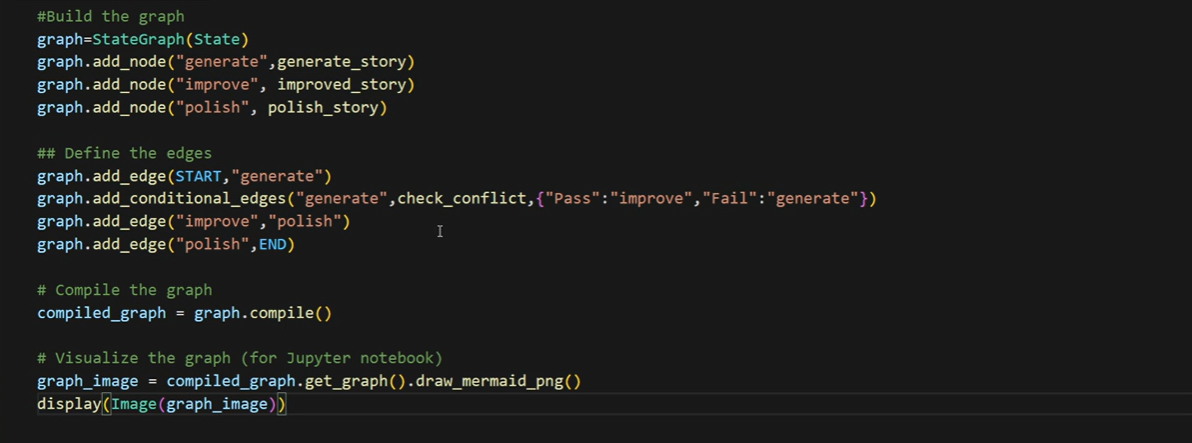 #Build the graph
graph=StateGraph(State)
graph.add_node("generate",generate_story)
graph.add_node("improve", improved_story)
graph.add_node("polish", polish_story)
## Define the edges
graph.add_edge(START,"generate")
graph.add_conditional_edges("generate",check_conflict,{"Pass":"improve","Fail":"generate"})
graph.add_edge("improve","polish")
graph.add_edge("polish",END)
# Compile the graph
compiled_graph = graph.compile()
# Visualize the graph (for Jupyter notebook)
graph_image = compiled_graph.get_graph().draw_mermaid_png()
display(Image(graph_image))